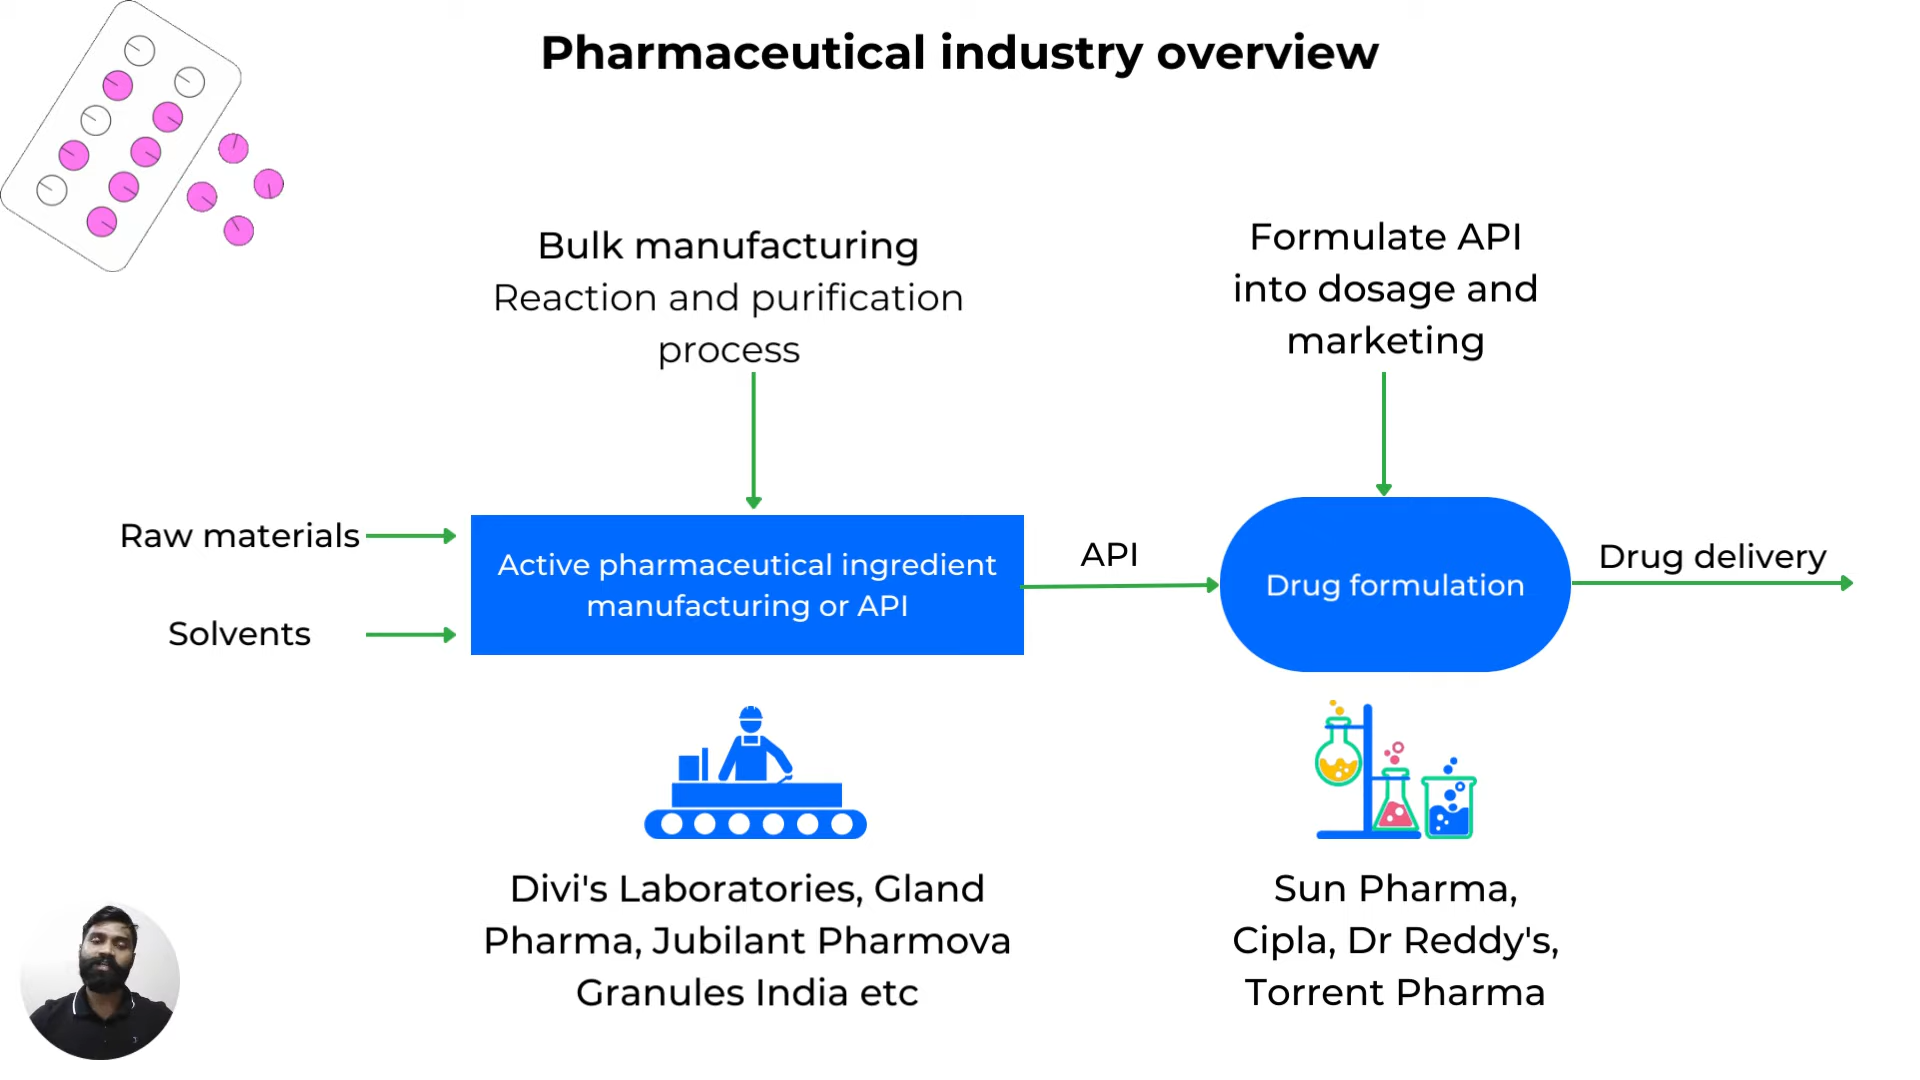 Pharmaceutical industry overview
Bulk manufacturing
Reaction and purification
process
Formulate API
into dosage and
marketing
Raw materials
Solvents
Active pharmaceutical ingredient
manufacturing or API
API
Drug formulation
Drug delivery
Divi's Laboratories, Gland
Pharma, Jubilant Pharmova
Granules India etc
Sun Pharma,
Cipla, Dr Reddy's,
Torrent Pharma